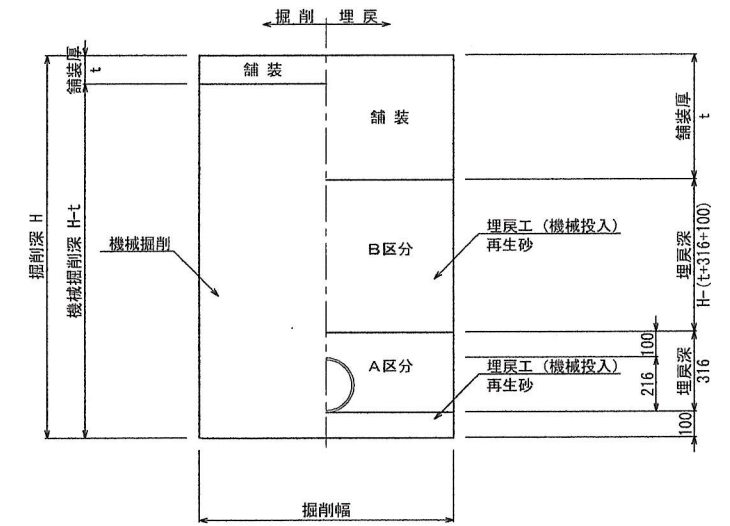 掘 削 埋 戻
舗装厚
t
舗 装
舗 装
舗装厚
t
掘削深 H
機械掘削深 H-t
機械掘削
B区分
埋戻工（機械投入）
再生砂
埋戻深
H-(t+316+100)
A区分
埋戻工（機械投入）
再生砂
100
216
埋戻深
316
100
掘削幅